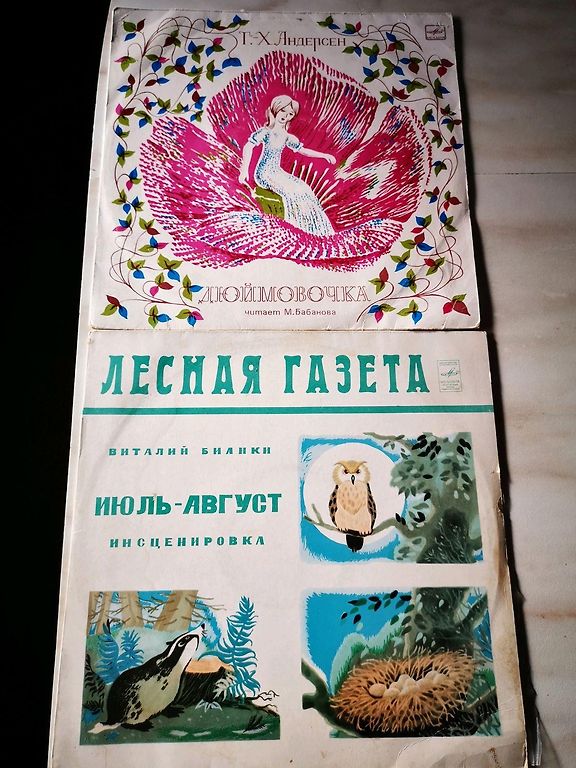 Г.-Х. Андерсен
ДЮЙМОВОЧКА
читает М. Бабанова
ЛЕСНАЯ ГАЗЕТА
ВИТАЛИЙ БИАНКИ
ИЮЛЬ-АВГУСТ
ИНСЦЕНИРОВКА